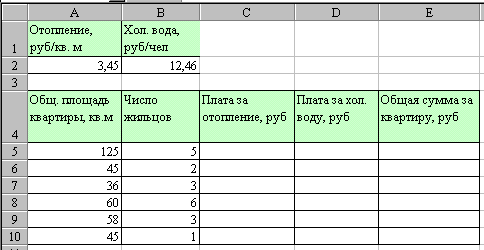 A B C D E
1 Отопление, Хол. вода,
руб/кв. м руб/чел
2 3,45 12,46
3
4 Общ. площадь Число Плата за Плата за хол. Общая сумма за
квартиры, кв.м жильцов отопление, руб воду, руб квартиру, руб
5 125 5
6 45 2
7 36 3
8 60 6
9 58 3
10 45 1